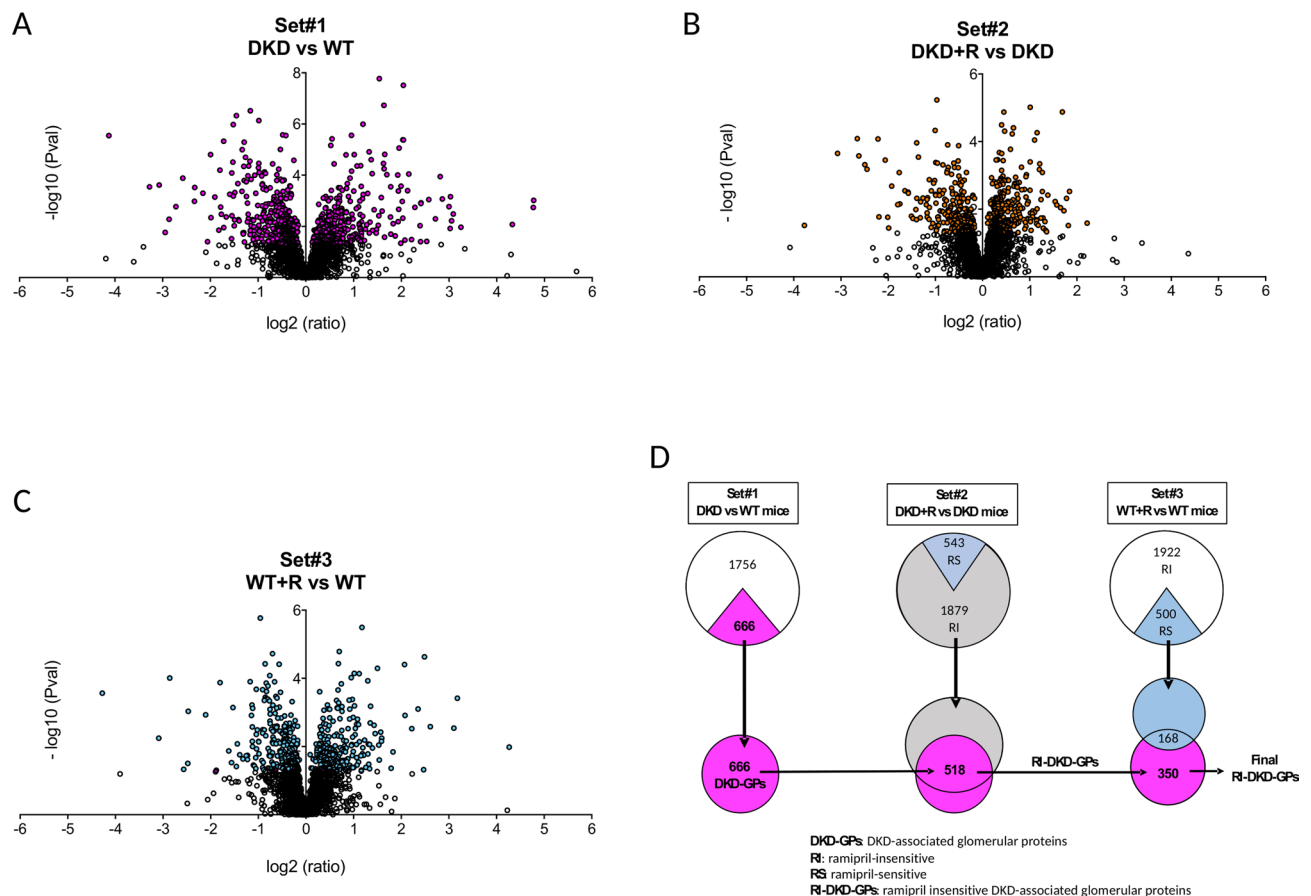 A
Set#1
DKD vs WT
8
6
4
2
-log10 (Pval)
-6 -5 -4 -3 -2 -1 0 1 2 3 4 5 6
log2 (ratio)
B
Set#2
DKD+R vs DKD
6
4
2
- log10 (Pval)
-6 -5 -4 -3 -2 -1 0 1 2 3 4 5 6
log2 (ratio)
C
Set#3
WT+R vs WT
6
4
2
- log10 (Pval)
-6 -5 -4 -3 -2 -1 0 1 2 3 4 5 6
log2 (ratio)
D
Set#1
DKD vs WT mice
Set#2
DKD+R vs DKD mice
Set#3
WT+R vs WT mice
1756
666
543
RS
1879
RI
1922
RI
500
RS
666
DKD-GPs
518
RI-DKD-GPs
168
350
Final
RI-DKD-GPs
DKD-GPs: DKD-associated glomerular proteins
RI: ramipril-insensitive
RS: ramipril-sensitive
RI-DKD-GPs: ramipril insensitive DKD-associated glomerular proteins